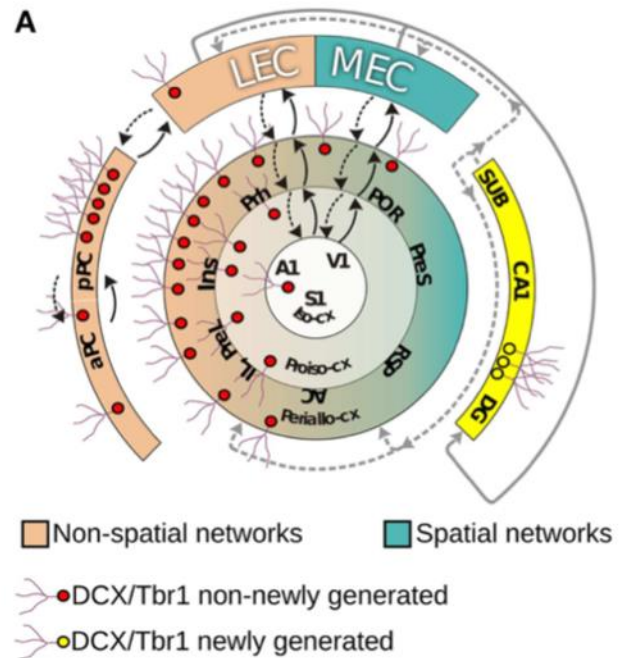 A
LEC MEC
pPC
aPC
Prh
POR
PreS
RSP
AC
Periallo-cx
IL, PreL
Ins
Proiso-cx
A1 V1
S1
Iso-cx
SUB
CA1
DG
Non-spatial networks
Spatial networks
DCX/Tbr1 non-newly generated
DCX/Tbr1 newly generated